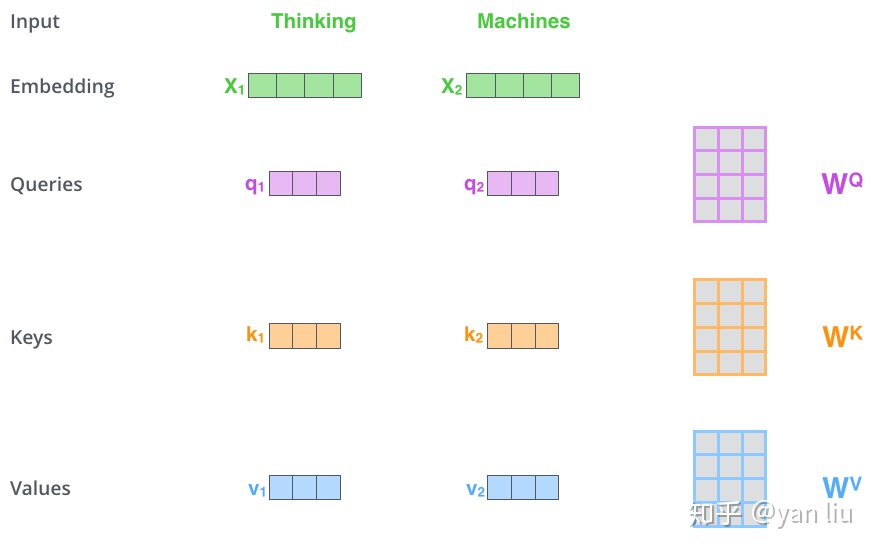 Input Thinking Machines
Embedding X1 X2
Queries q1 q2 WQ
Keys k1 k2 WK
Values v1 v2 WV
知乎 @yan liu